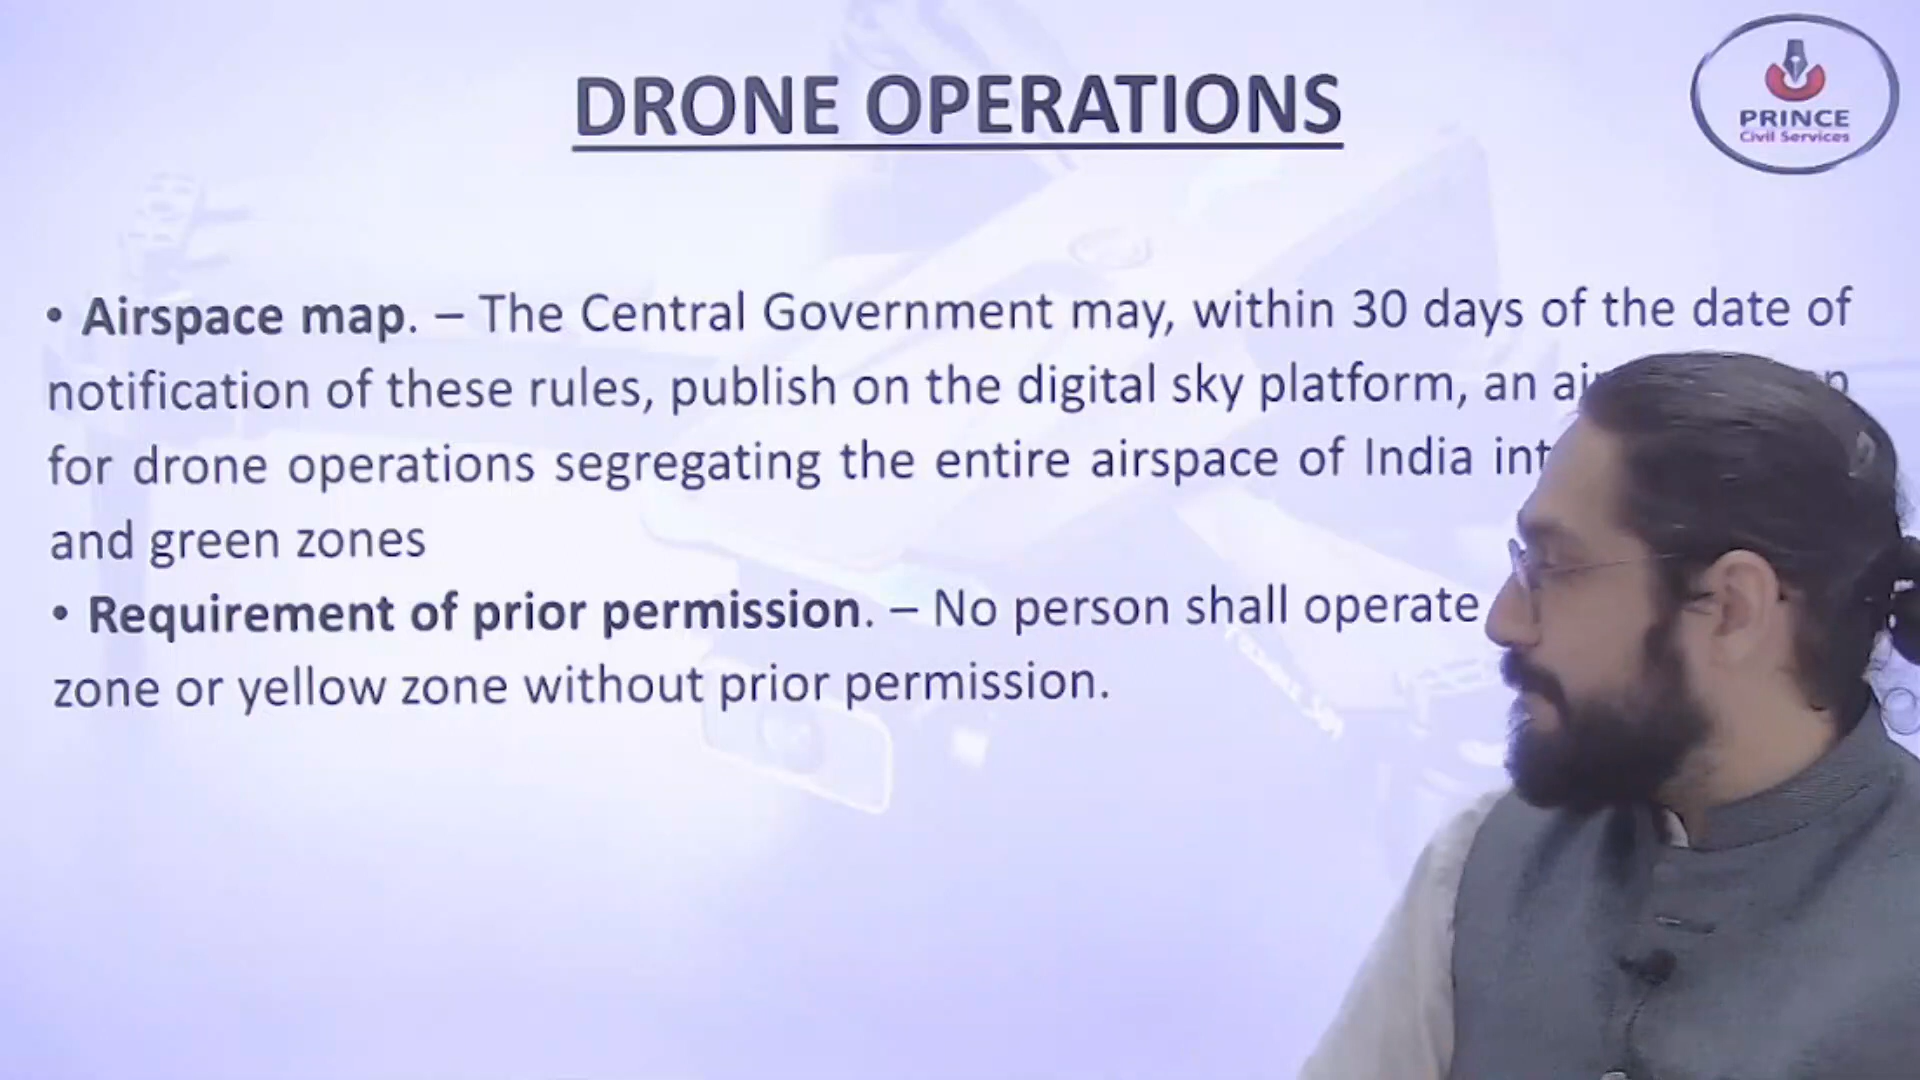 DRONE OPERATIONS
PRINCE
Civil Services
• Airspace map. – The Central Government may, within 30 days of the date of
notification of these rules, publish on the digital sky platform, an
for drone operations segregating the entire airspace of India
and green zones
• Requirement of prior permission. – No person shall operate
zone or yellow zone without prior permission.